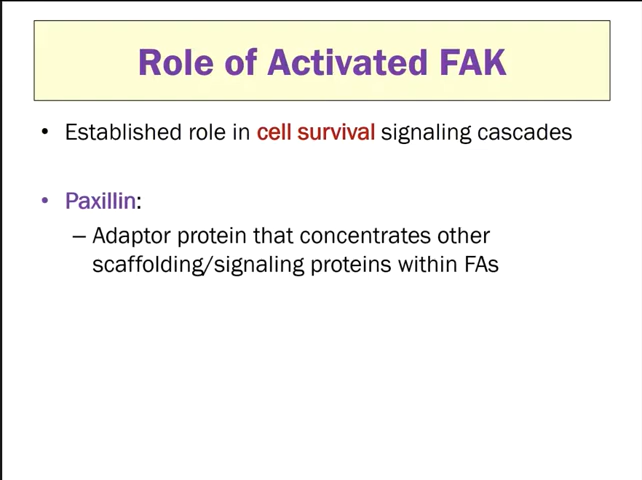 Role of Activated FAK
• Established role in cell survival signaling cascades
• Paxillin:
– Adaptor protein that concentrates other
scaffolding/signaling proteins within FAs